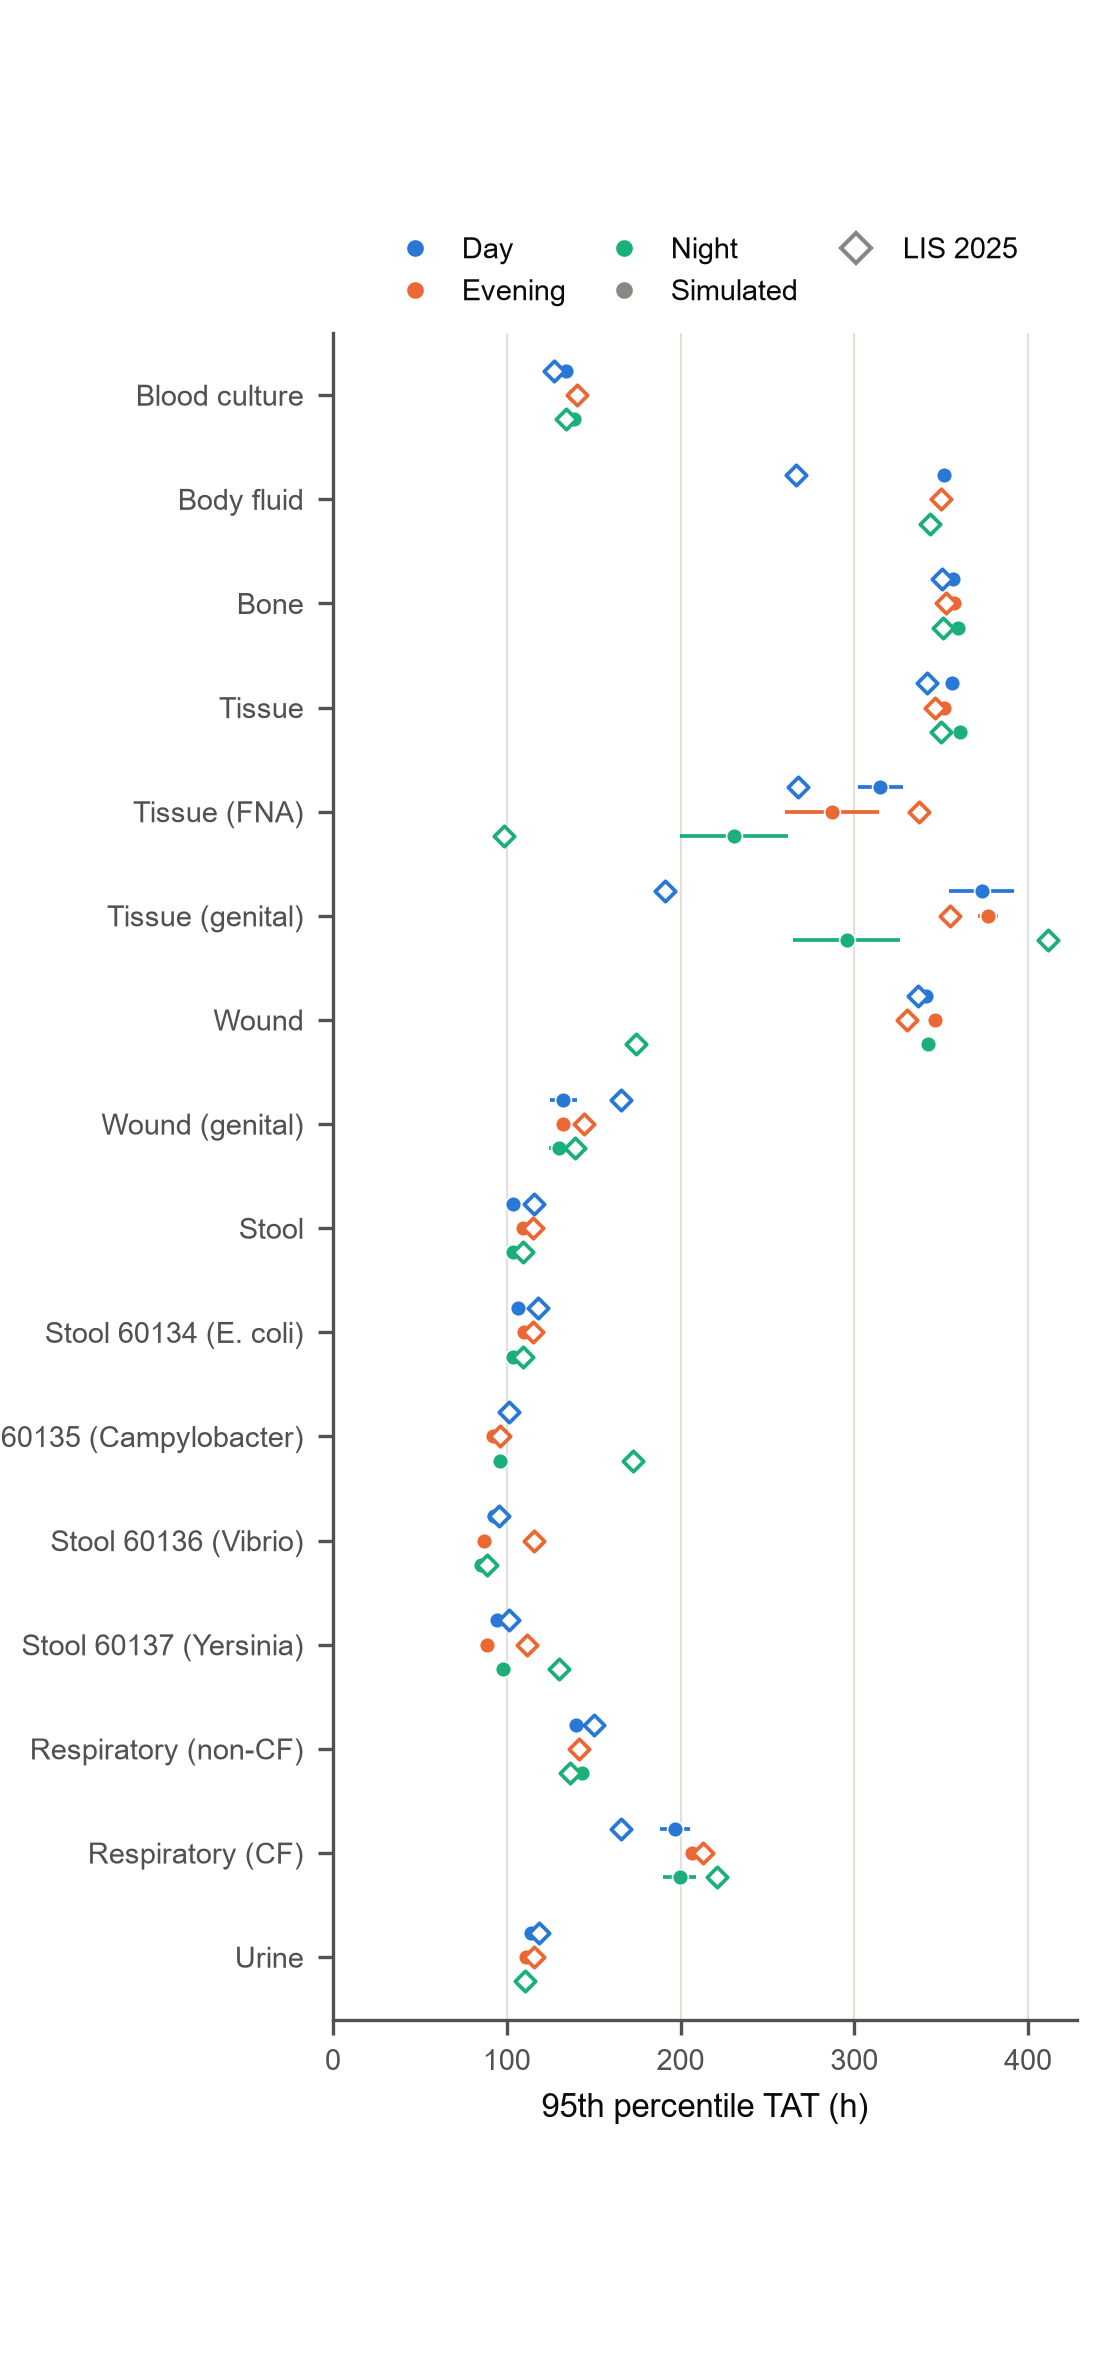 Day
Night
LIS 2025
Evening
Simulated
Blood culture
Body fluid
Bone
Tissue
Tissue (FNA)
Tissue (genital)
Wound
Wound (genital)
Stool
Stool 60134 (E. coli)
60135 (Campylobacter)
Stool 60136 (Vibrio)
Stool 60137 (Yersinia)
Respiratory (non-CF)
Respiratory (CF)
Urine
0 100 200 300 400
95th percentile TAT (h)